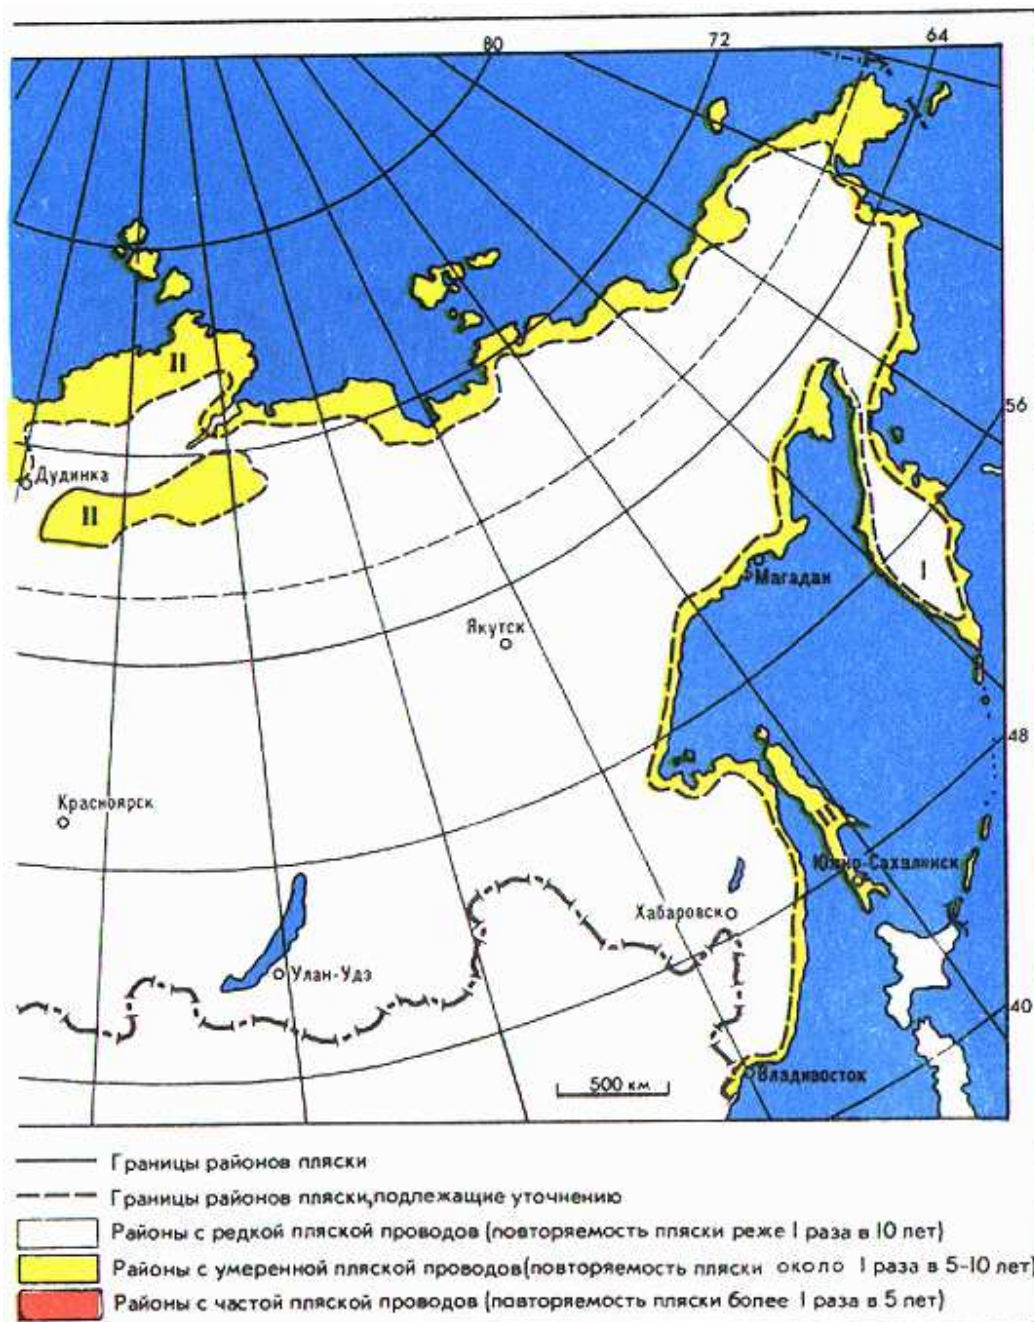 80
72
64
II
56
Дудинка
II
I
Магадан
Якутск
48
Красноярск
Южно-Сахалинск
Хабаровск
Улан-Удэ
40
Владивосток
500 км
Границы районов пляски
Границы районов пляски, подлежащие уточнению
Районы с редкой пляской проводов (повторяемость пляски реже 1 раза в 10 лет)
Районы с умеренной пляской проводов (повторяемость пляски около 1 раза в 5-10 лет)
Районы с частой пляской проводов (повторяемость пляски более 1 раза в 5 лет)